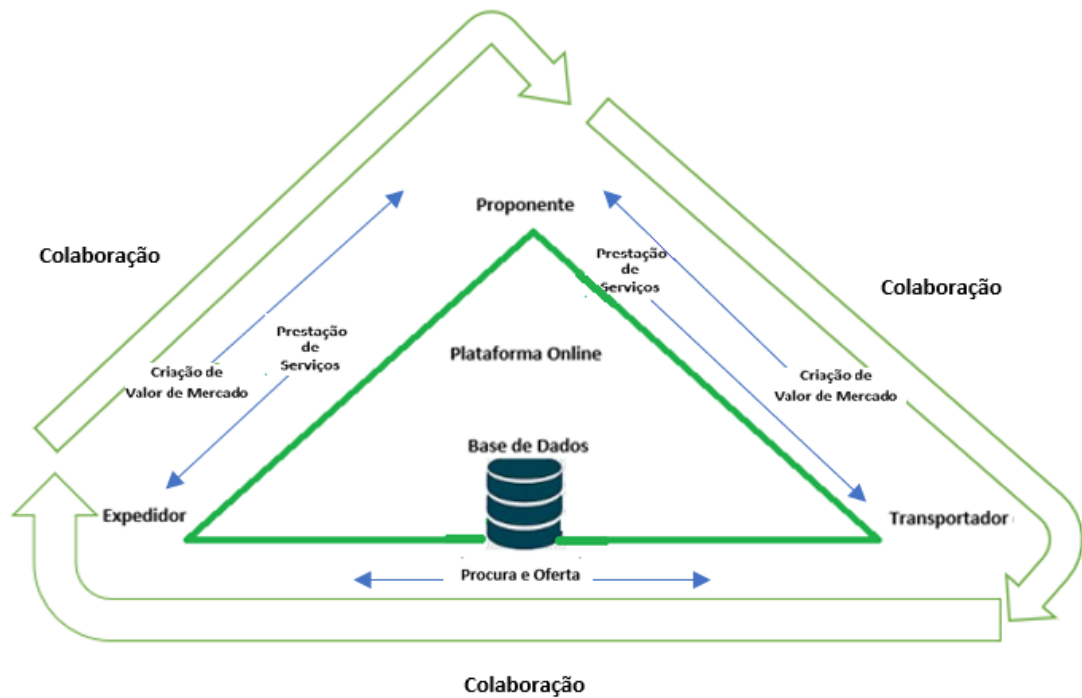 Proponente
Colaboração
Prestação
de
Serviços
Colaboração
Prestação
de
Serviços
Plataforma Online
Criação de
Valor de Mercado
Criação de
Valor de Mercado
Base de Dados
Expedidor
Transportador
Procura e Oferta
Colaboração